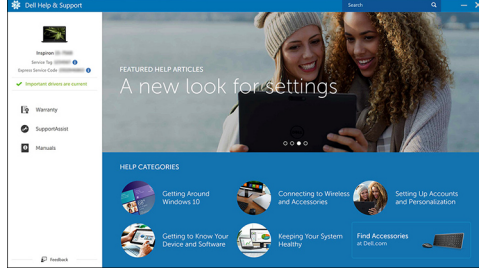 Dell Help & Support
Search
Inspiron
Service Tag
Express Service Code
Important drivers are current
Warranty
SupportAssist
Manuals
Feedback
FEATURED HELP ARTICLES
A new look for settings
HELP CATEGORIES
Getting Around
Windows 10
Connecting to Wireless
and Accessories
Setting Up Accounts
and Personalization
Getting to Know Your
Device and Software
Keeping Your System
Healthy
Find Accessories
at Dell.com